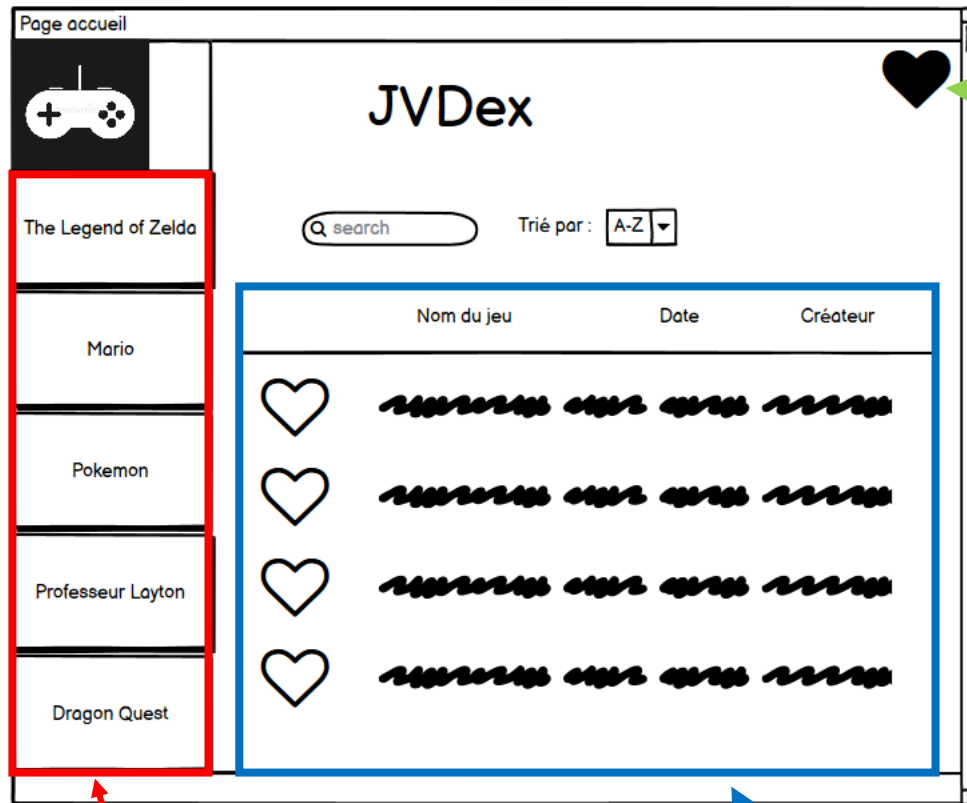 Page accueil
JVDex
The Legend of Zelda
search
Trié par :
A-Z
Nom du jeu
Date
Créateur
Mario
Pokemon
Professeur Layton
Dragon Quest